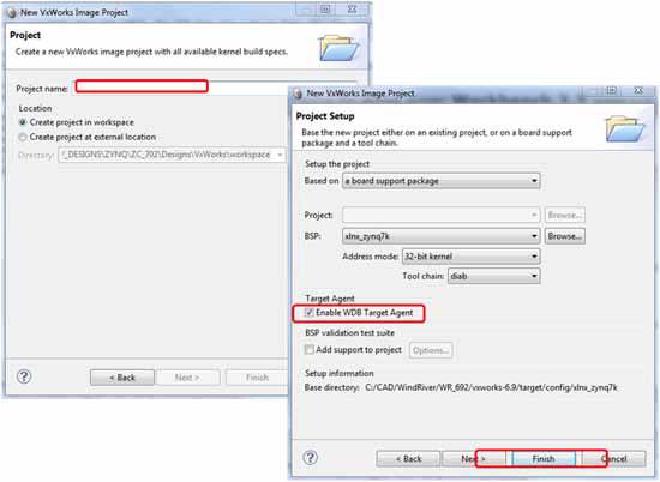 New VxWorks Image Project
Project
Create a new VxWorks image project with all available kernel build specs.
Project name:
Location
Create project in workspace
Create project at external location
Directory: _DESIGNS\ZYNQ\ZC_702\Designs\VxWorks\workspace
< Back
Next >
Finish
New VxWorks Image Project
Project Setup
Base the new project either on an existing project, or on a board support
package and a tool chain.
Setup the project
Based on a board support package
Project: Browse...
BSP: xlnx_zynq7k Browse...
Address mode: 32-bit kernel
Tool chain: diab
Target Agent
Enable WDB Target Agent
BSP validation test suite
Add support to project Options...
Setup information
Base directory: C:/CAD/WindRiver/WR_692/vxworks-6.9/target/config/xlnx_zynq7k
< Back
Next >
Finish
Cancel